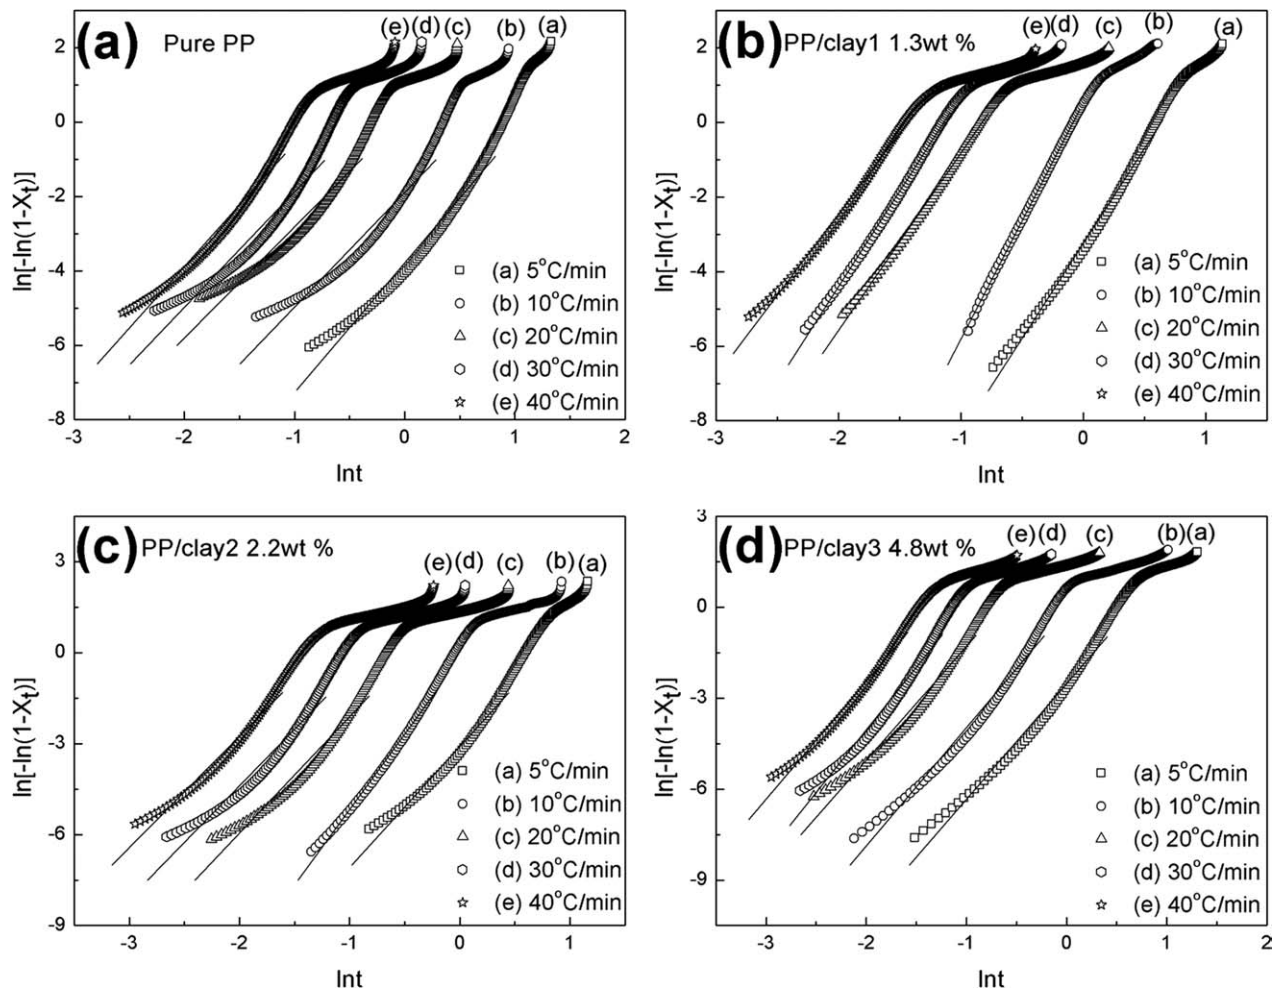 (a) Pure PP
(e) (d) (c) (b) (a)
ln[-ln(1-Xt)]
2
0
-2
-4
-6
-8
(a) 5°C/min
(b) 10°C/min
(c) 20°C/min
(d) 30°C/min
(e) 40°C/min
-3 -2 -1 0 1 2
lnt
(b) PP/clay1 1.3wt %
(e) (d) (c) (b) (a)
ln[-ln(1-Xt)]
2
0
-2
-4
-6
-8
(a) 5°C/min
(b) 10°C/min
(c) 20°C/min
(d) 30°C/min
(e) 40°C/min
-3 -2 -1 0 1
lnt
(c) PP/clay2 2.2wt %
(e) (d) (c) (b) (a)
ln[-ln(1-Xt)]
3
0
-3
-6
-9
(a) 5°C/min
(b) 10°C/min
(c) 20°C/min
(d) 30°C/min
(e) 40°C/min
-3 -2 -1 0 1
lnt
(d) PP/clay3 4.8wt %
(e) (d) (c) (b) (a)
ln[-ln(1-Xt)]
3
0
-3
-6
-9
(a) 5°C/min
(b) 10°C/min
(c) 20°C/min
(d) 30°C/min
(e) 40°C/min
-3 -2 -1 0 1 2
lnt